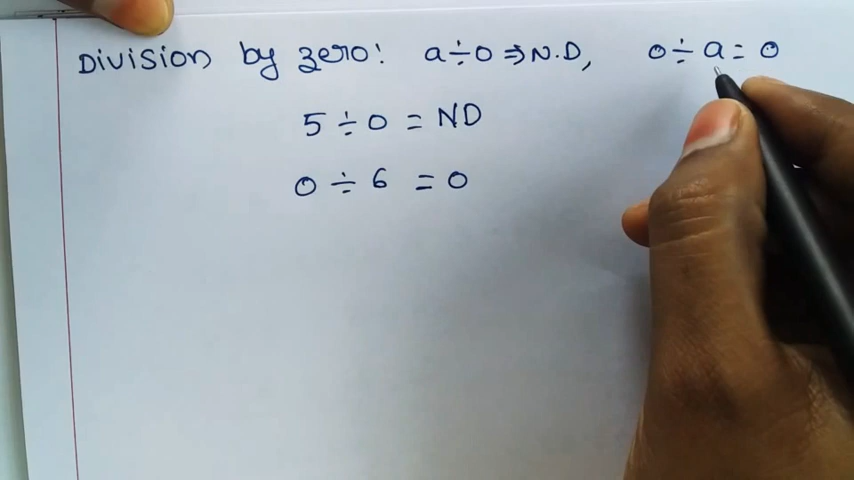 Division by zero! a÷0 ⇒ N.D, 0÷a = 0
5÷0 = ND
0÷6 = 0